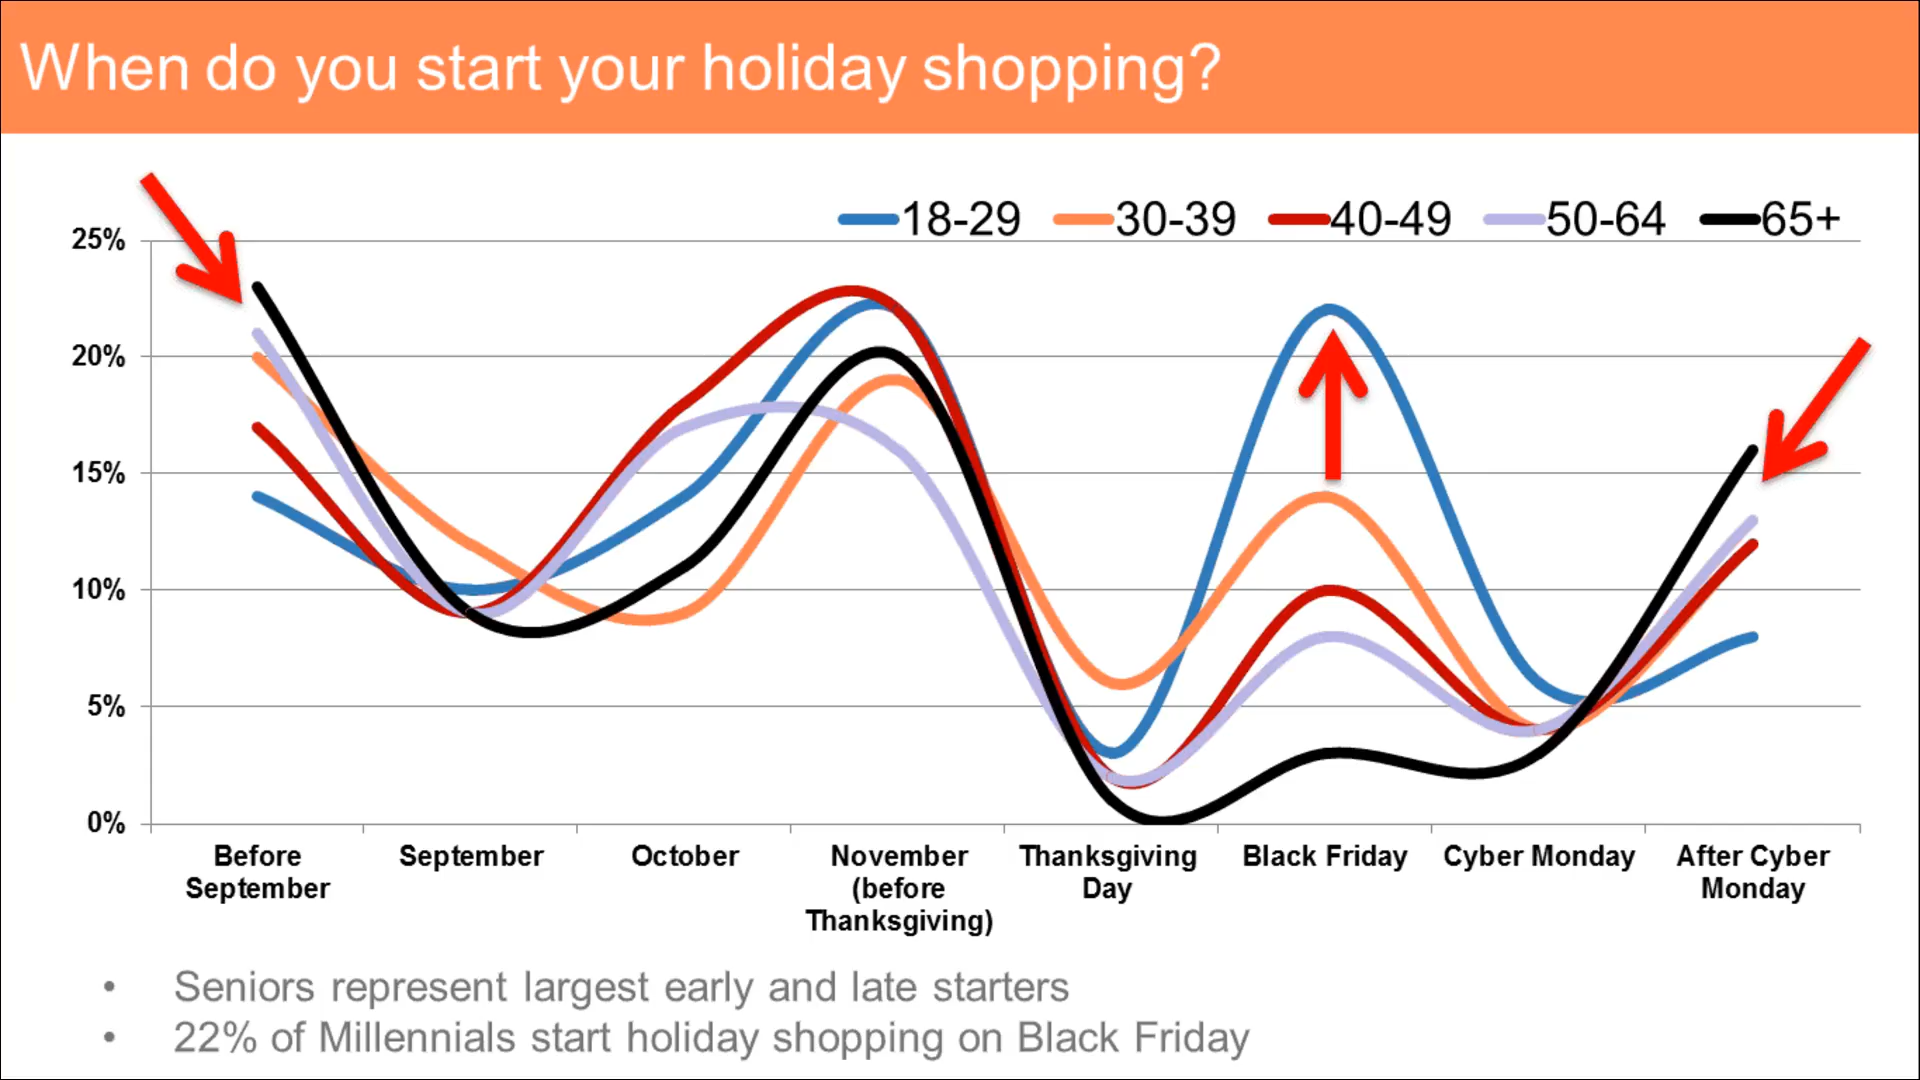 When do you start your holiday shopping?
18-29 30-39 40-49 50-64 65+
25%
20%
15%
10%
5%
0%
Before September
September
October
November (before Thanksgiving)
Thanksgiving Day
Black Friday
Cyber Monday
After Cyber Monday
• Seniors represent largest early and late starters
• 22% of Millennials start holiday shopping on Black Friday